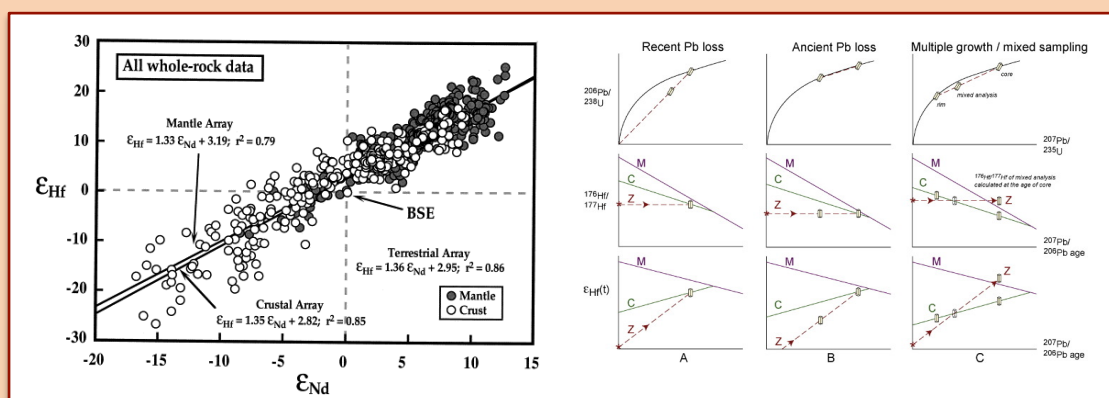 All whole-rock data
Mantle Array
εHf = 1.33 εNd + 3.19; r² = 0.79
BSE
Terrestrial Array
εHf = 1.36 εNd + 2.95; r² = 0.86
Crustal Array
εHf = 1.35 εNd + 2.82; r² = 0.85
Mantle
Crust
εHf
30
20
10
0
-10
-20
-30
-20
-15
-10
-5
0
5
10
15
εNd
Recent Pb loss
Ancient Pb loss
Multiple growth / mixed sampling
²⁰⁶Pb/
²³⁸U
core
mixed analysis
rim
²⁰⁷Pb/
²³⁵U
¹⁷⁶Hf/
¹⁷⁷Hf
M
C
Z
M
C
Z
M
C
Z
¹⁷⁶Hf/¹⁷⁷Hf of mixed analysis
calculated at the age of core
²⁰⁷Pb/
²⁰⁶Pb age
εHf(t)
M
C
Z
M
C
Z
M
C
Z
²⁰⁷Pb/
²⁰⁶Pb age
A
B
C